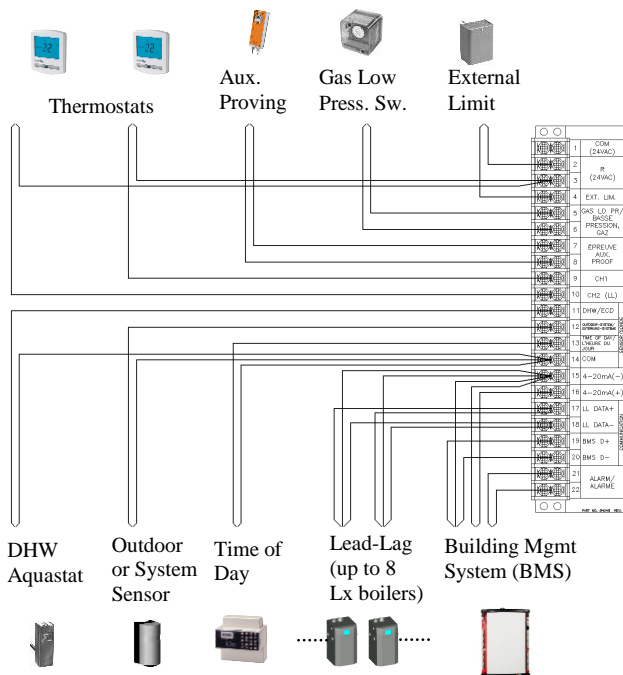 Thermostats
Aux.
Proving
Gas Low
Press. Sw.
External
Limit
1 COM
(24VAC)
2
R
3 (24VAC)
4 EXT. LIM.
5 GAS LO PR/
BASSE
PRESSION,
6 GAZ
7 ÉPREUVE
AUX.
8 PROOF
9 CH1
10 CH2 (LL)
11 DHW/ECD
12
13 TIME OF DAY/
L'HEURE DU
JOUR
14 COM
15 4-20mA(-)
16 4-20mA(+)
17 LL DATA+
18 LL DATA-
19 BMS D+
20 BMS D-
21 ALARM/
22 ALARME
COMMUNICATION
DHW
Aquastat
Outdoor
or System
Sensor
Time of
Day
Lead-Lag
(up to 8
Lx boilers)
Building Mgmt
System (BMS)